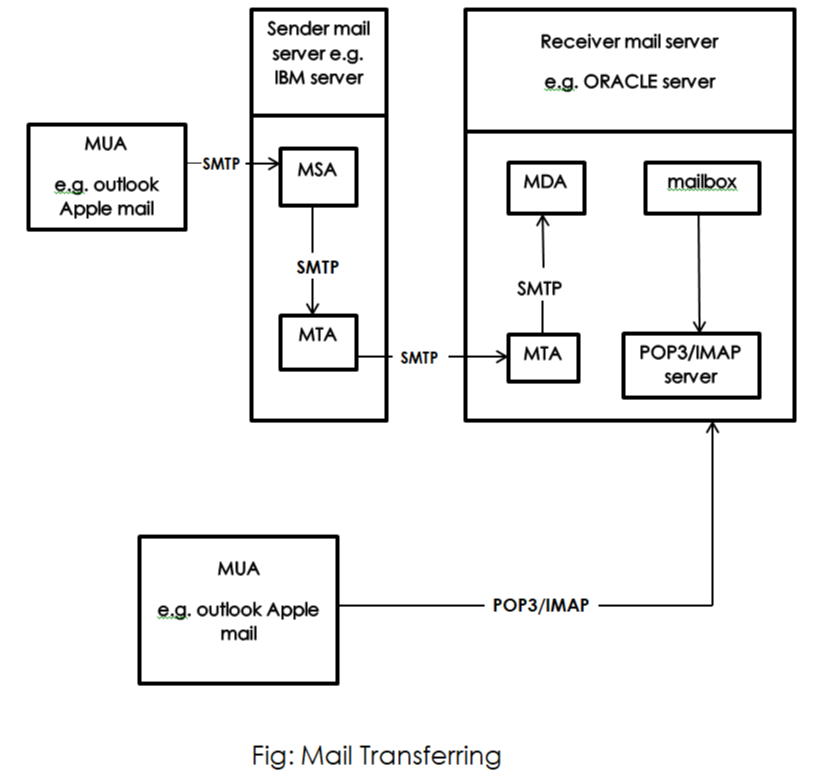 Sender mail
server e.g.
IBM server
Receiver mail server
e.g. ORACLE server
MUA
e.g. outlook
Apple mail
SMTP
MSA
SMTP
MTA
SMTP
MDA
SMTP
MTA
mailbox
POP3/IMAP
server
MUA
e.g. outlook Apple
mail
POP3/IMAP
Fig: Mail Transferring